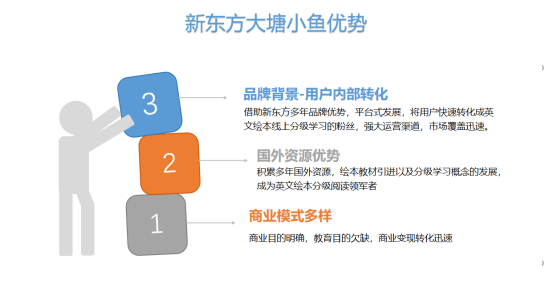 新东方大塘小鱼优势
3
品牌背景-用户内部转化
借助新东方多年品牌优势，平台式发展，将用户快速转化成英
文绘本线上分级学习的粉丝，强大运营渠道，市场覆盖迅速。
2
国外资源优势
积累多年国外资源，绘本教材引进以及分级学习概念的发展，
成为英文绘本分级阅读领军者
1
商业模式多样
商业目的明确，教育目的欠缺，商业变现转化迅速